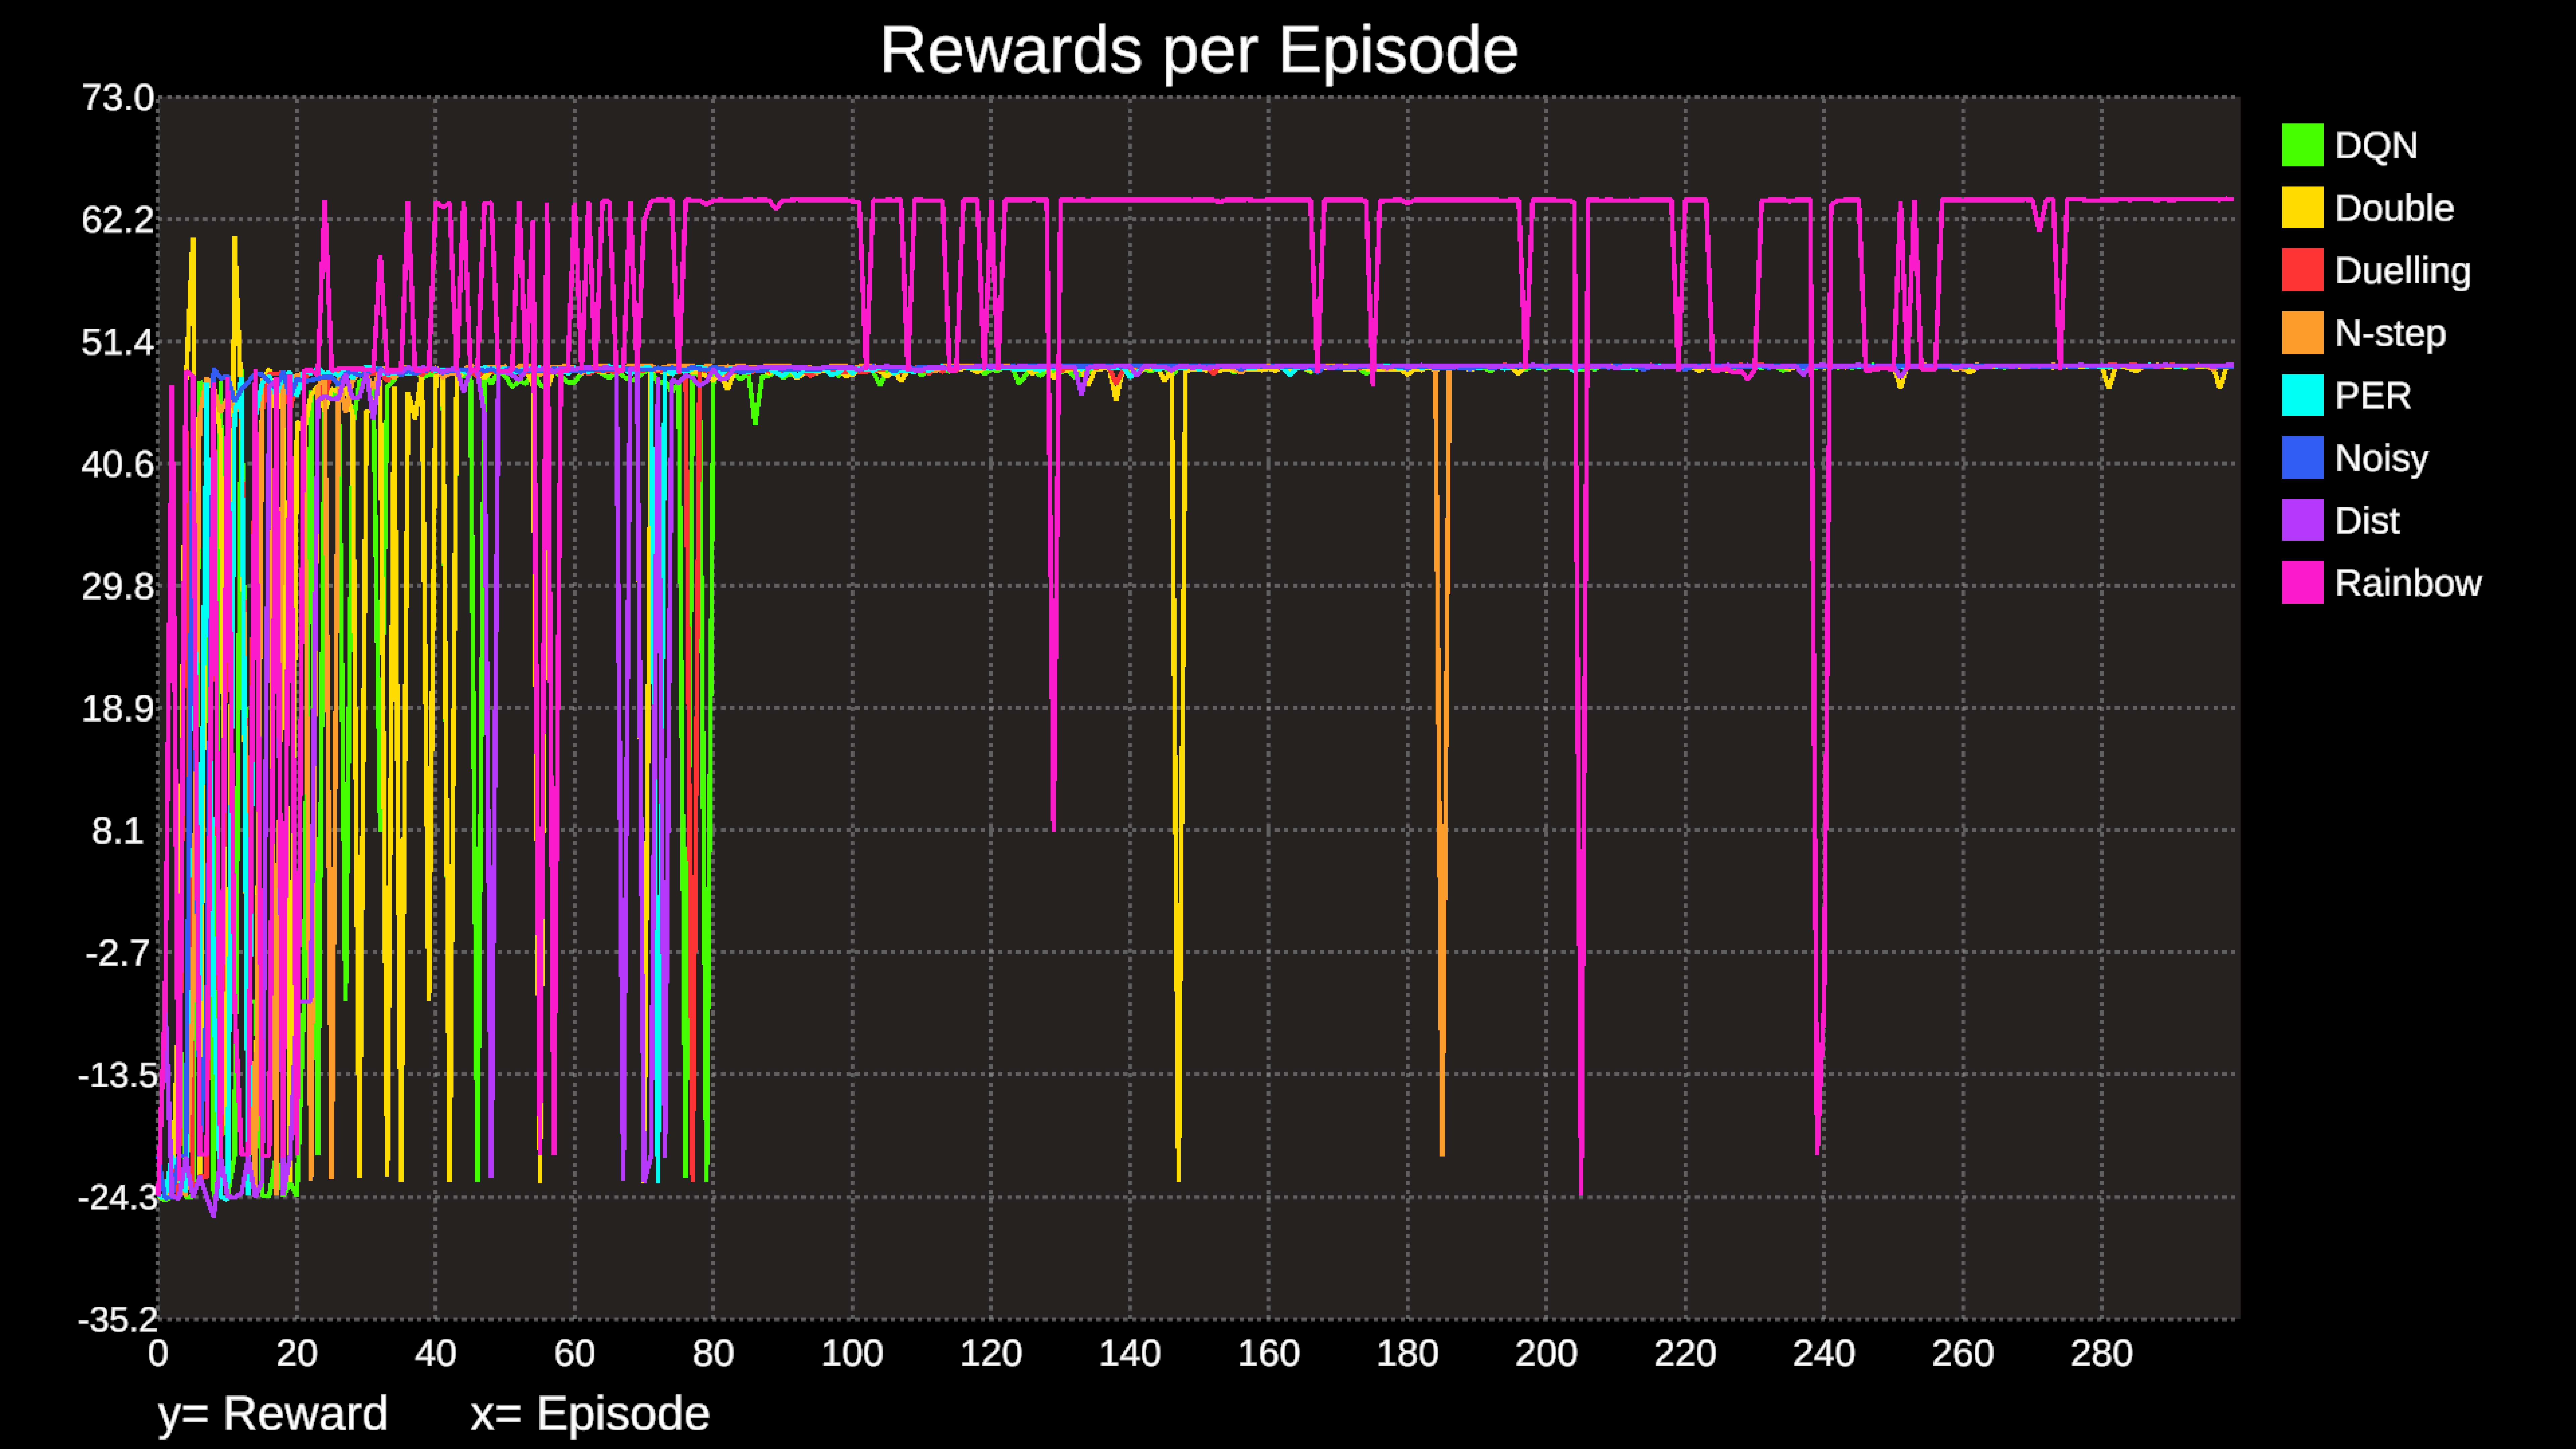 Rewards per Episode
73.0
62.2
51.4
40.6
29.8
18.9
8.1
-2.7
-13.5
-24.3
-35.2
0 20 40 60 80 100 120 140 160 180 200 220 240 260 280
y= Reward x= Episode
DQN
Double
Duelling
N-step
PER
Noisy
Dist
Rainbow